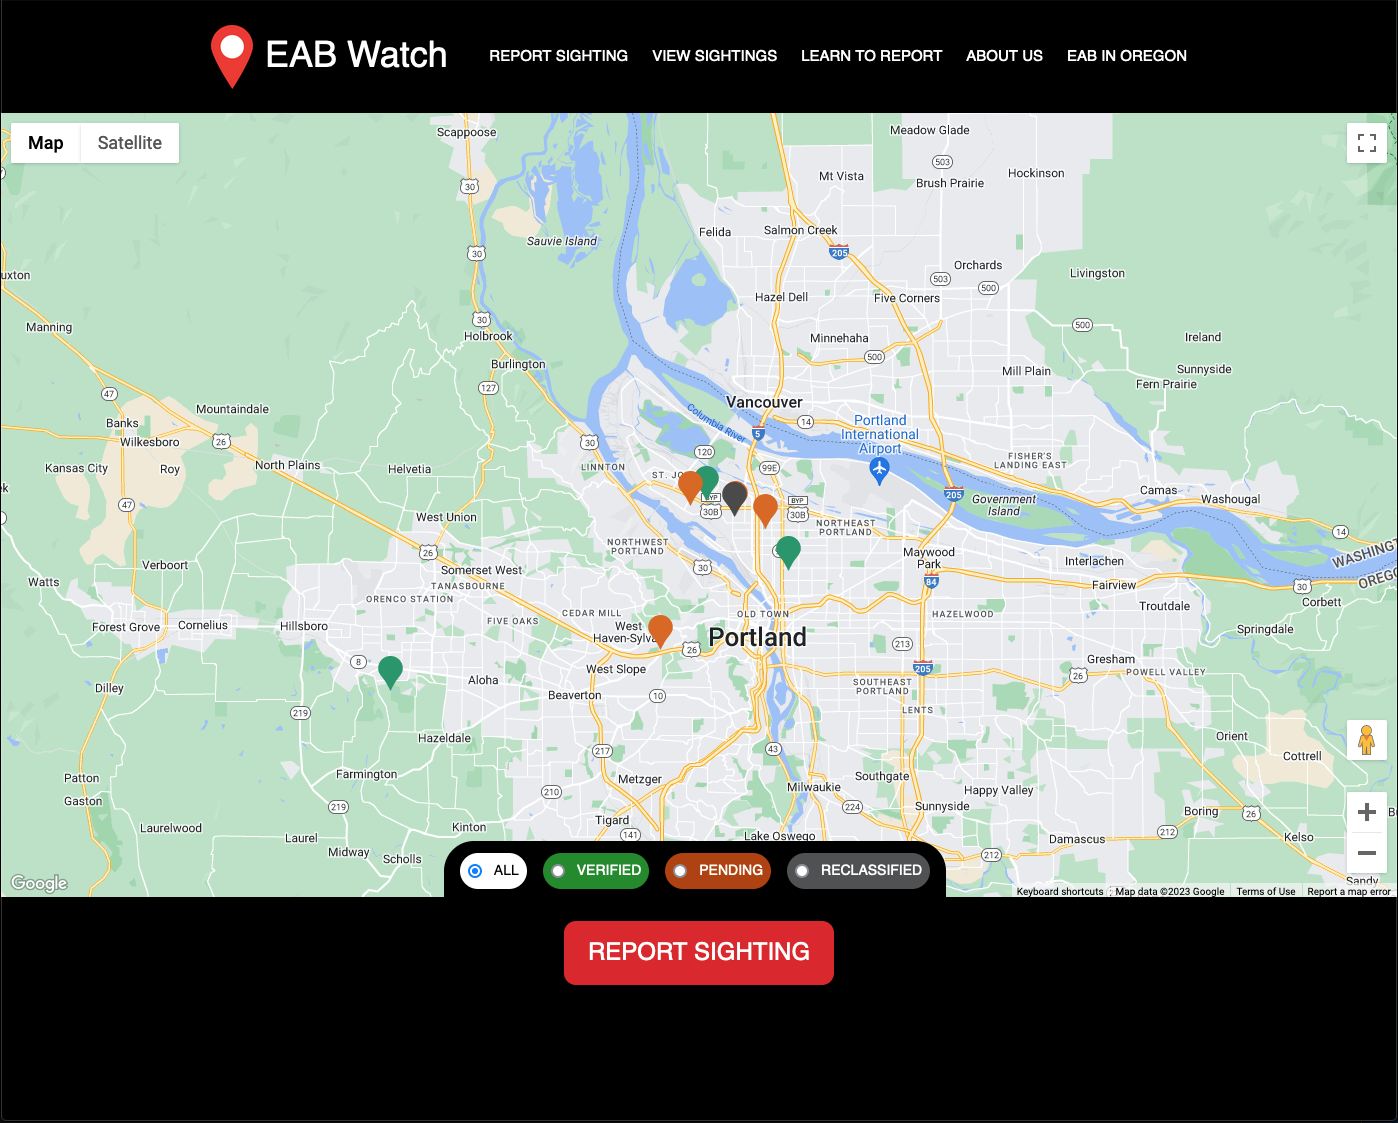 EAB Watch
REPORT SIGHTING
VIEW SIGHTINGS
LEARN TO REPORT
ABOUT US
EAB IN OREGON
Map
Satellite
Scappoose
Meadow Glade
503
Mt Vista
Brush Prairie
Hockinson
30
Sauvie Island
Felida
Salmon Creek
205
30
Orchards
Livingston
uxton
503
500
Hazel Dell
Five Corners
Manning
30
500
Holbrook
Minnehaha
Ireland
500
Burlington
Mill Plain
Sunnyside
Fern Prairie
127
47
Vancouver
Mountaindale
Columbia River
Banks
5
14
Portland
International
Airport
Wilkesboro
26
30
120
Kansas City
Roy
North Plains
Helvetia
LINNTON
99E
FISHER'S
LANDING EAST
ST. JO
Camas
Washougal
205
Government
Island
47
BYP
30B
BYP
30B
West Union
NORTHEAST
PORTLAND
14
WASHINGT
OREGO
NORTHWEST
PORTLAND
26
Maywood
Park
Interlachen
Verboort
Somerset West
30
84
Fairview
30
Watts
TANASBOURNE
ORENCO STATION
Corbett
Troutdale
CEDAR MILL
OLD TOWN
HAZELWOOD
FIVE OAKS
Forest Grove
Cornelius
Hillsboro
West
Haven-Sylva
Portland
Springdale
26
213
8
West Slope
205
Gresham
26
POWELL VALLEY
Aloha
Dilley
Beaverton
10
SOUTHEAST
PORTLAND
LENTS
219
Hazeldale
217
43
Orient
Cottrell
Patton
Farmington
Metzger
Southgate
Gaston
210
Milwaukie
Happy Valley
219
224
Sunnyside
Boring
26
Laurelwood
Laurel
Kinton
Tigard
141
Lake Oswego
Damascus
212
Kelso
Midway
Scholls
212
Sandy
ALL
VERIFIED
PENDING
RECLASSIFIED
Google
Keyboard shortcuts
Map data ©2023 Google
Terms of Use
Report a map error
REPORT SIGHTING